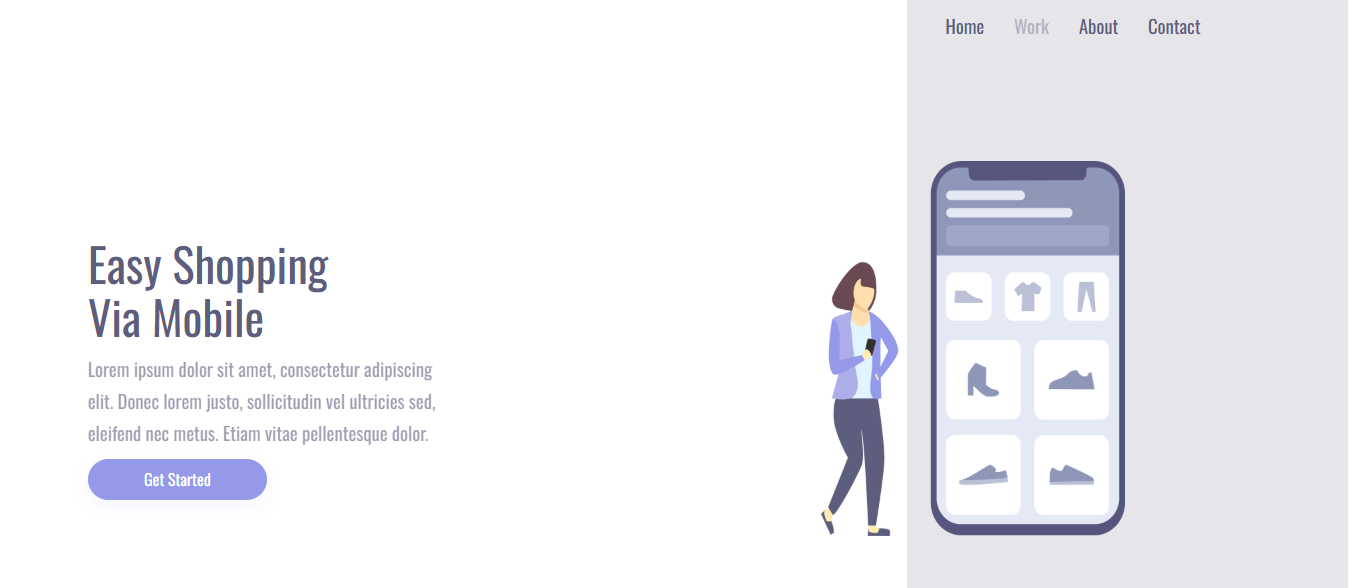 Home Work About Contact
Easy Shopping
Via Mobile
Lorem ipsum dolor sit amet, consectetur adipiscing
elit. Donec lorem justo, sollicitudin vel ultricies sed,
eleifend nec metus. Etiam vitae pellentesque dolor.
Get Started